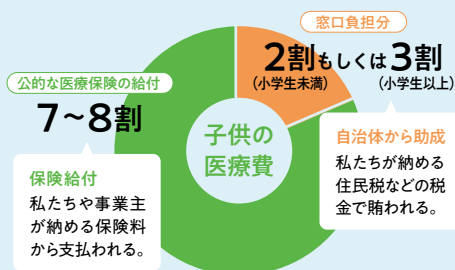 窓口負担分
2割もしくは3割
(小学生未満) (小学生以上)
公的な医療保険の給付
7〜8割
子供の
医療費
自治体から助成
私たちが納める
住民税などの税
金で賄われる。
保険給付
私たちや事業主
が納める保険料
から支払われる。